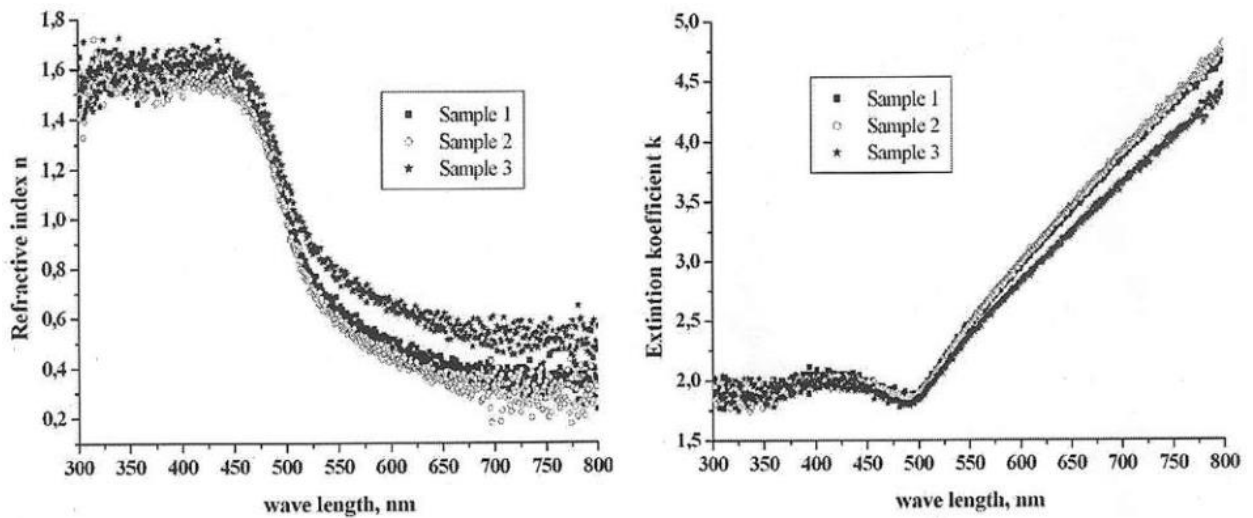 Refractive index n
1,8
1,6
1,4
1,2
1,0
0,8
0,6
0,4
0,2
300 350 400 450 500 550 600 650 700 750 800
wave length, nm
Sample 1
Sample 2
Sample 3
Extintion koefficient k
5,0
4,5
4,0
3,5
3,0
2,5
2,0
1,5
300 350 400 450 500 550 600 650 700 750 800
wave length, nm
Sample 1
Sample 2
Sample 3